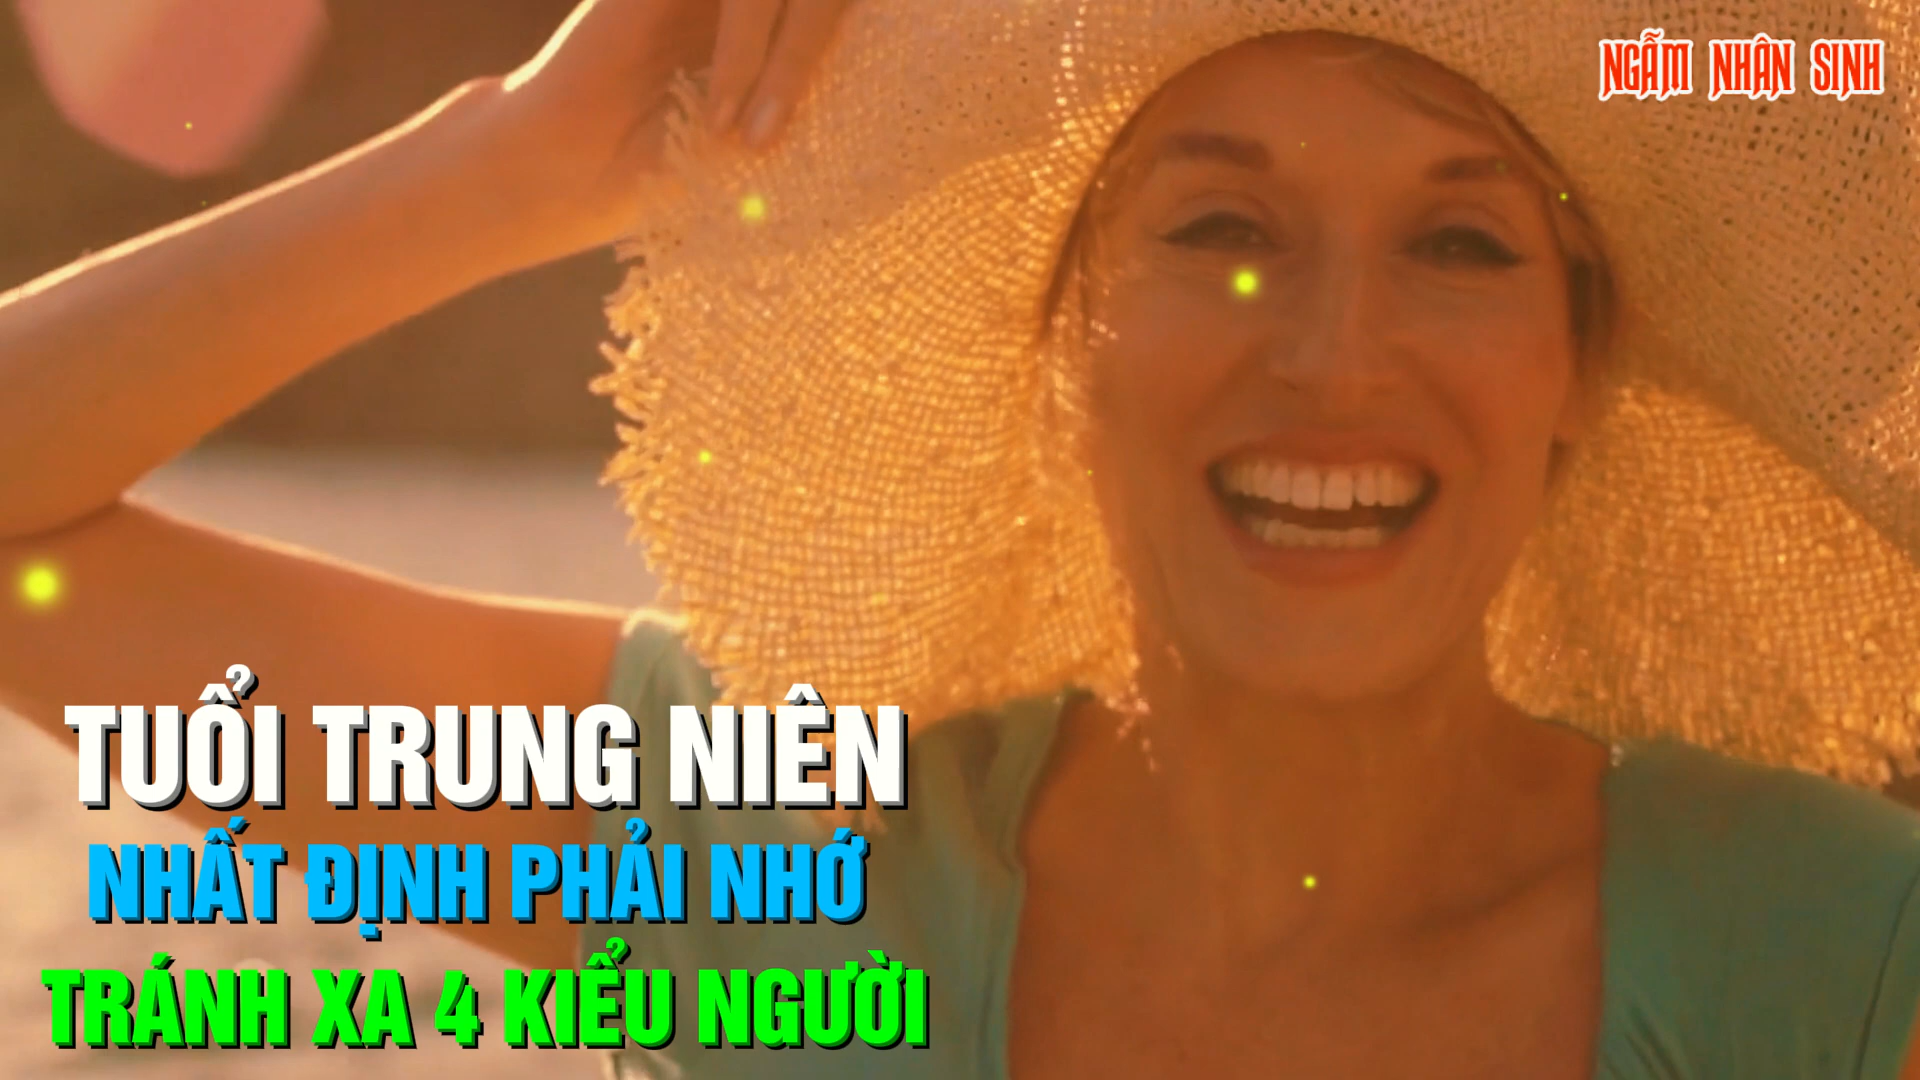 NGẪM NHÂN SINH
TUỔI TRUNG NIÊN
NHẤT ĐỊNH PHẢI NHỚ
TRÁNH XA 4 KIỂU NGƯỜI